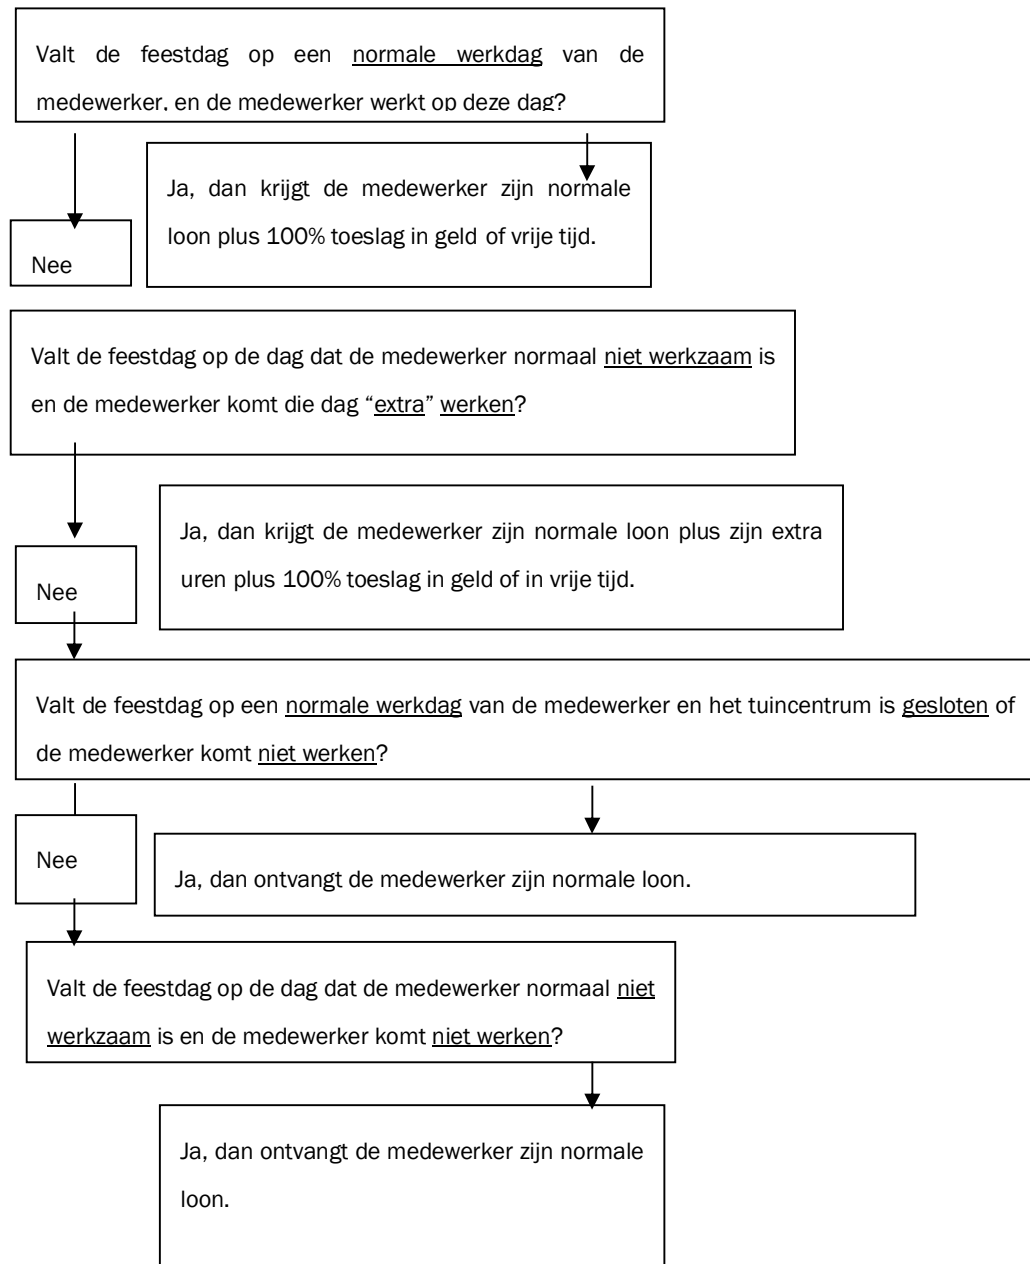 Valt de feestdag op een normale werkdag van de
medewerker, en de medewerker werkt op deze dag?
Ja, dan krijgt de medewerker zijn normale
loon plus 100% toeslag in geld of vrije tijd.
Nee
Valt de feestdag op de dag dat de medewerker normaal niet werkzaam is
en de medewerker komt die dag “extra” werken?
Ja, dan krijgt de medewerker zijn normale loon plus zijn extra
uren plus 100% toeslag in geld of in vrije tijd.
Nee
Valt de feestdag op een normale werkdag van de medewerker en het tuincentrum is gesloten of
de medewerker komt niet werken?
Nee
Ja, dan ontvangt de medewerker zijn normale loon.
Valt de feestdag op de dag dat de medewerker normaal niet
werkzaam is en de medewerker komt niet werken?
Ja, dan ontvangt de medewerker zijn normale
loon.